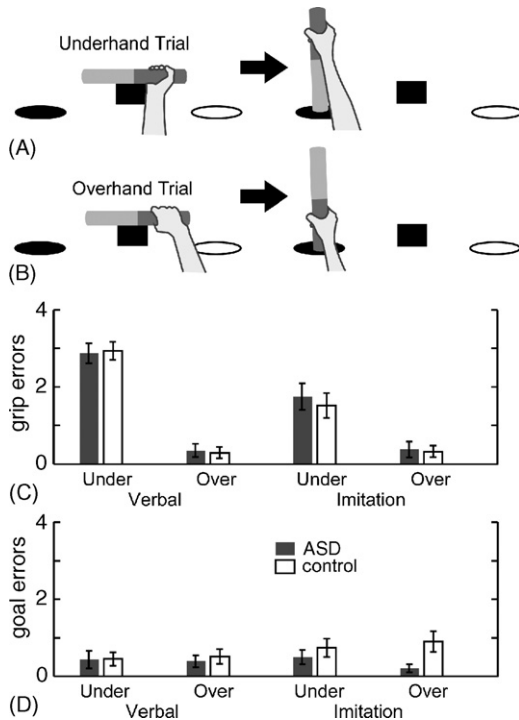 Underhand Trial
(A)
Overhand Trial
(B)
4
2
0
grip errors
Under Over Under Over
Verbal Imitation
(C)
4
2
0
goal errors
ASD
control
Under Over Under Over
Verbal Imitation
(D)